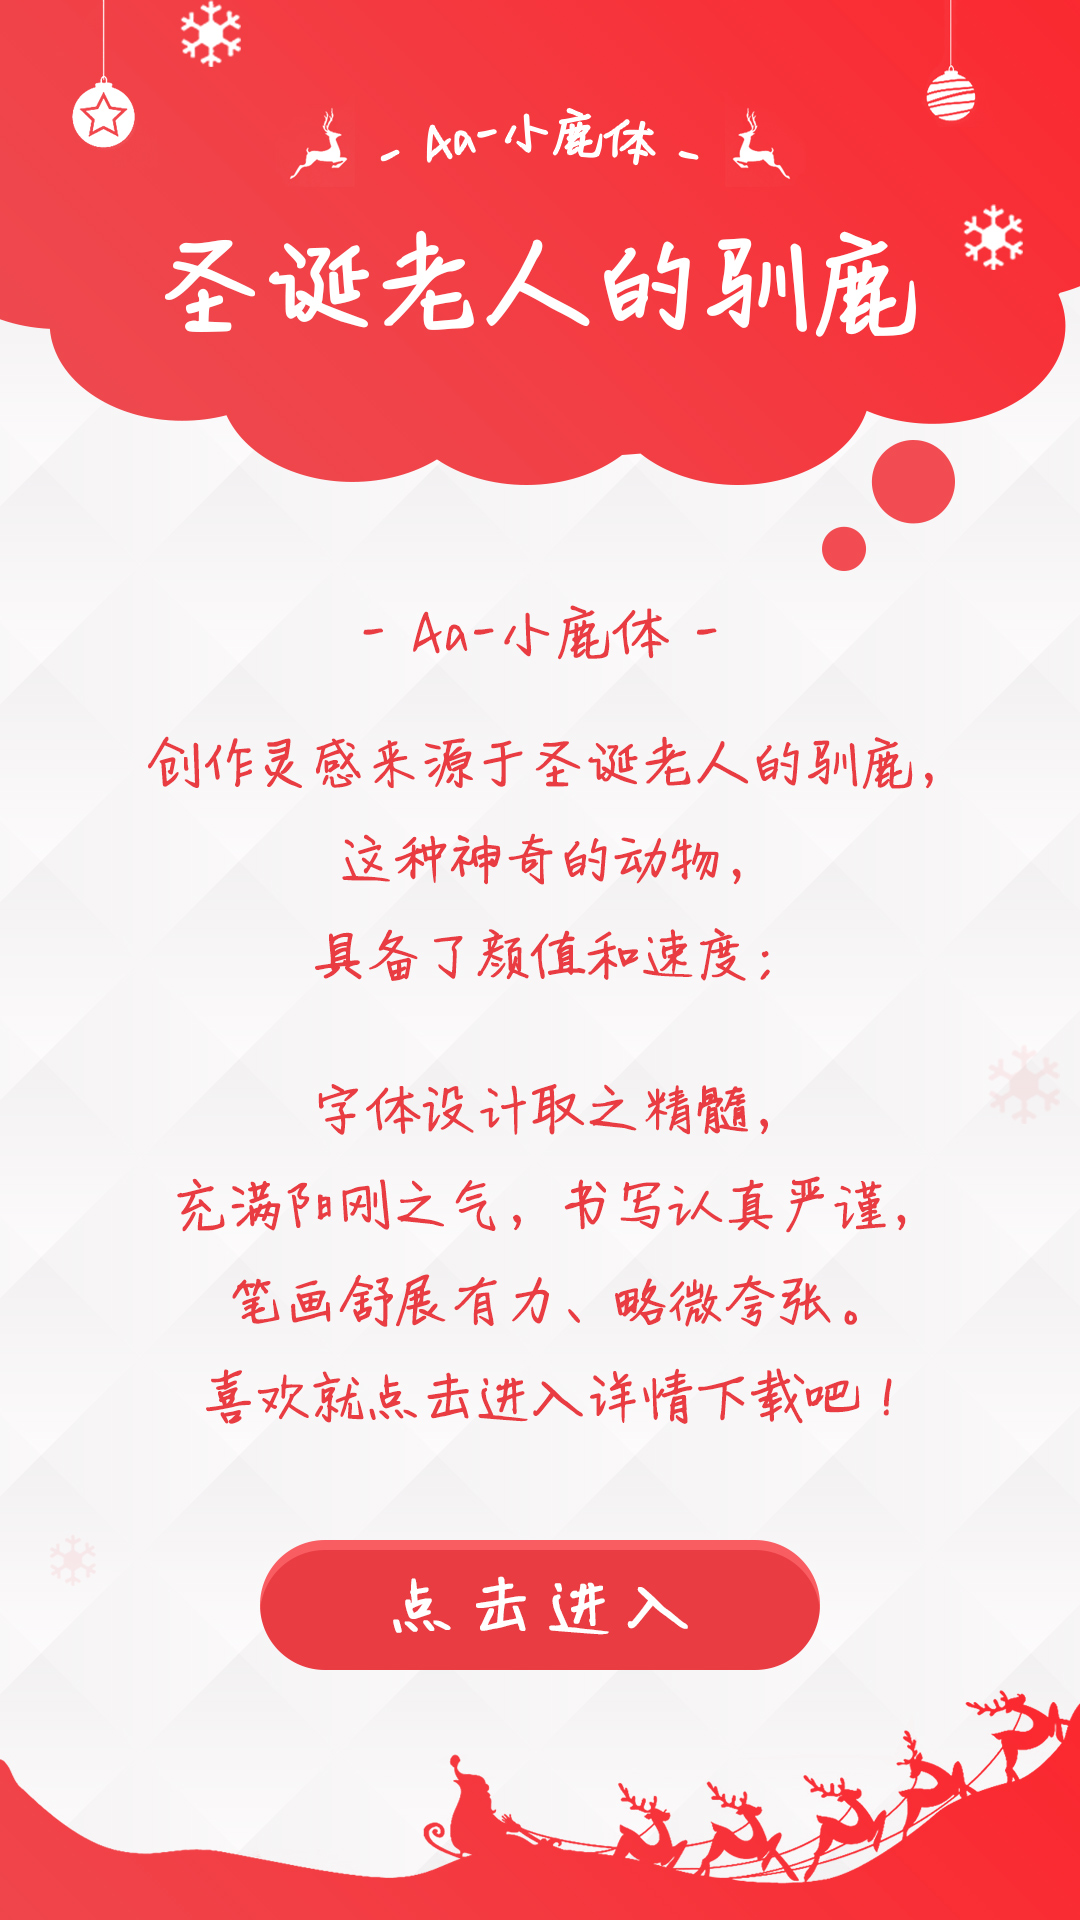 - Aa-小鹿体 -
圣诞老人的驯鹿
- Aa-小鹿体 -
创作灵感来源于圣诞老人的驯鹿，
这种神奇的动物，
具备了颜值和速度；
字体设计取之精髓，
充满阳刚之气，书写认真严谨，
笔画舒展有力、略微夸张。
喜欢就点击进入详情下载吧！
点击进入